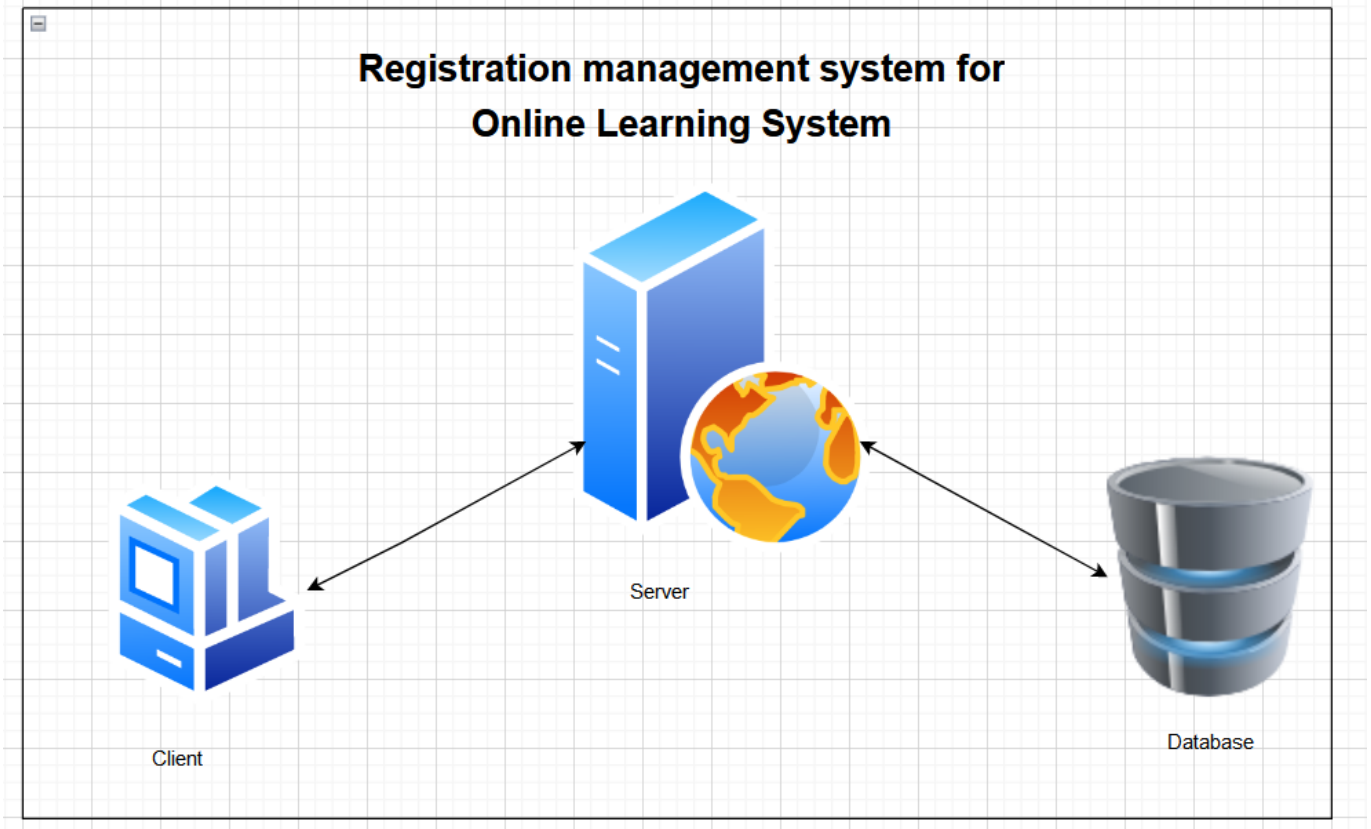 Registration management system for
Online Learning System
Server
Client
Database